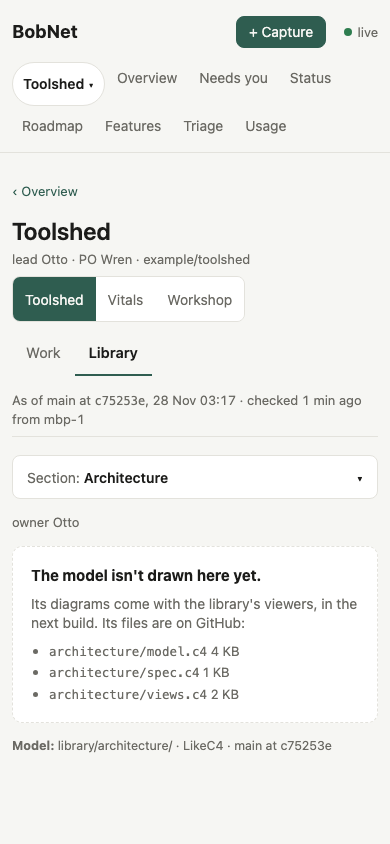 BobNet
+ Capture
live
Toolshed ▾
Overview
Needs you
Status
Roadmap
Features
Triage
Usage
‹ Overview
Toolshed
lead Otto · PO Wren · example/toolshed
Toolshed
Vitals
Workshop
Work
Library
As of main at c75253e, 28 Nov 03:17 · checked 1 min ago
from mbp-1
Section: Architecture ▾
owner Otto
The model isn't drawn here yet.
Its diagrams come with the library's viewers, in the
next build. Its files are on GitHub:
• architecture/model.c4 4 KB
• architecture/spec.c4 1 KB
• architecture/views.c4 2 KB
Model: library/architecture/ · LikeC4 · main at c75253e